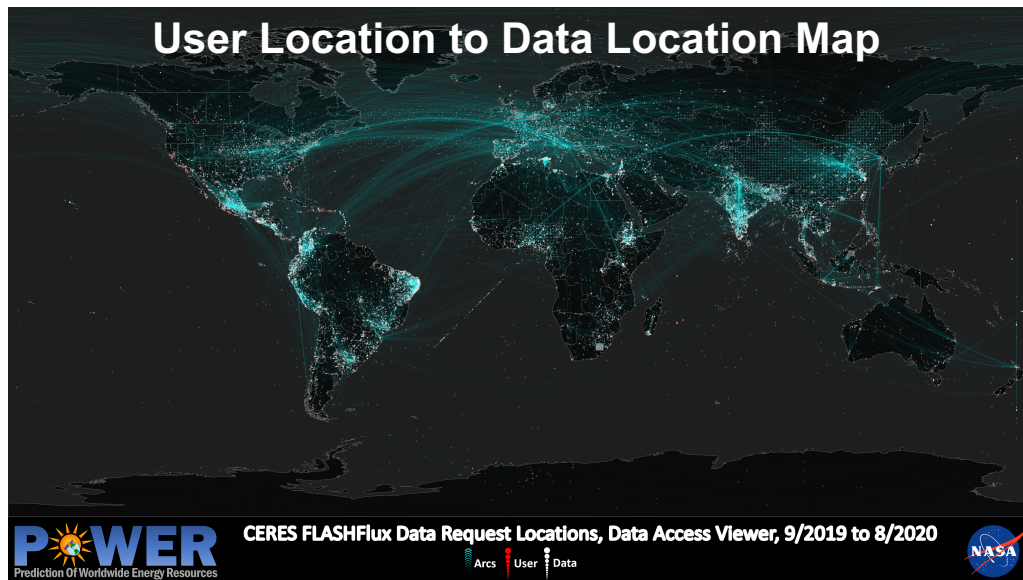 User Location to Data Location Map
POWER
Prediction Of Worldwide Energy Resources
CERES FLASHFlux Data Request Locations, Data Access Viewer, 9/2019 to 8/2020
Arcs User Data
NASA